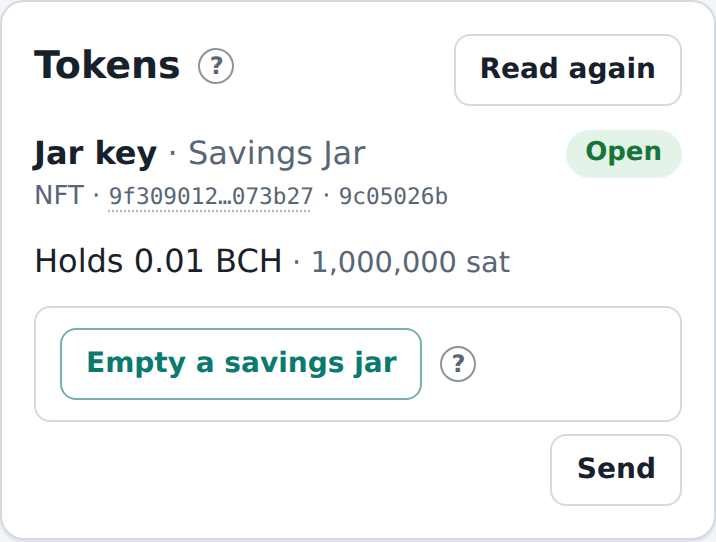 Tokens ?
Read again
Jar key · Savings Jar
Open
NFT · 9f309012…073b27 · 9c05026b
Holds 0.01 BCH · 1,000,000 sat
Empty a savings jar ?
Send